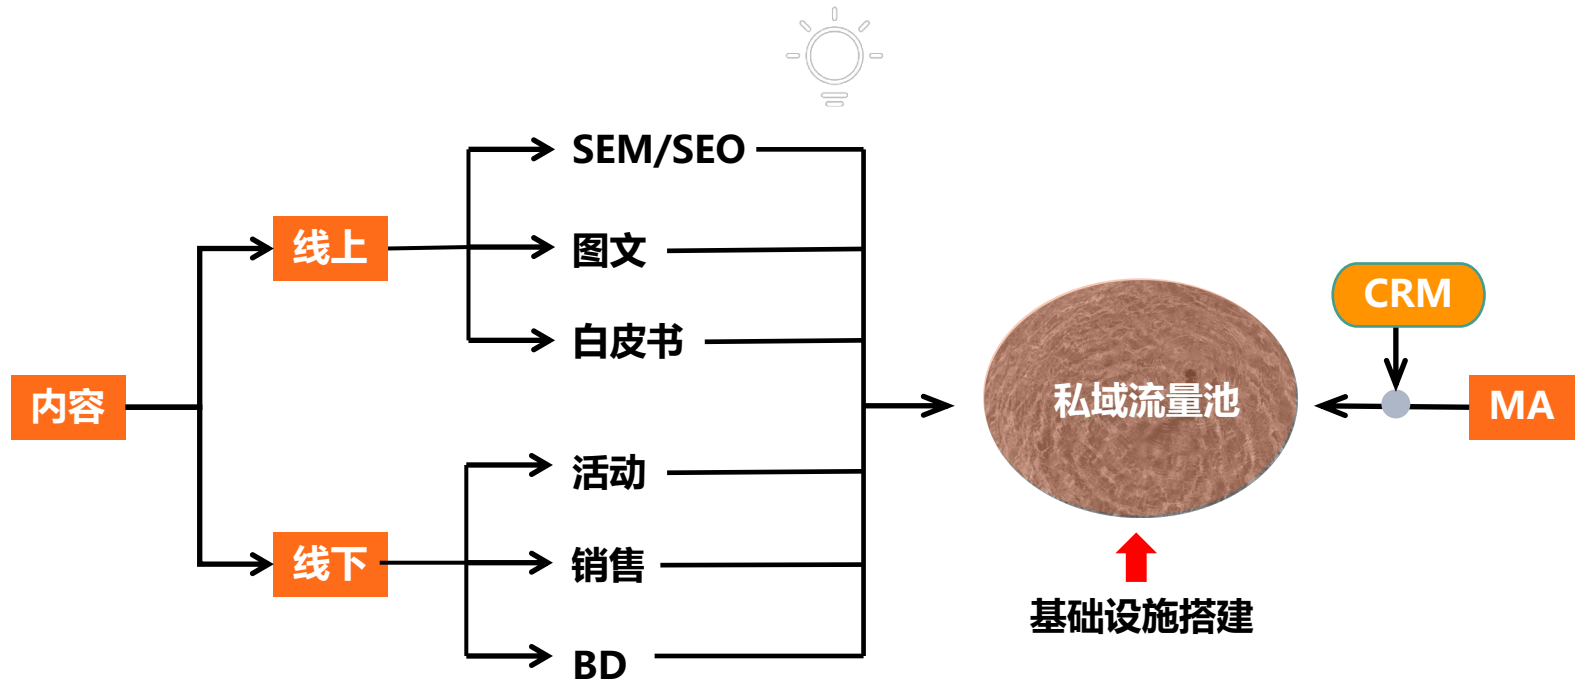 SEM/SEO
线上
图文
白皮书
内容
活动
线下
销售
BD
私域流量池
CRM
MA
基础设施搭建